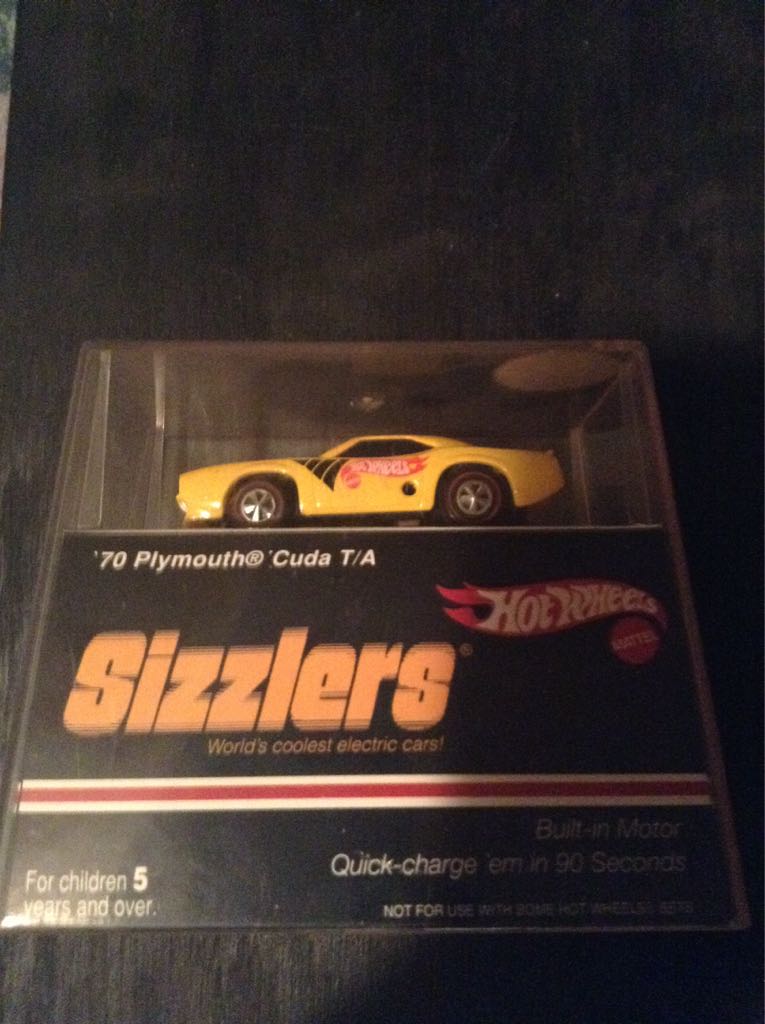 HOT WHEELS
'70 Plymouth® 'Cuda T/A
HOT WHEELS
MATTEL
Sizzlers®
World's coolest electric cars!
Built-in Motor
Quick-charge 'em in 90 Seconds
For children 5
years and over.
NOT FOR USE WITH SOME HOT WHEELS® SETS